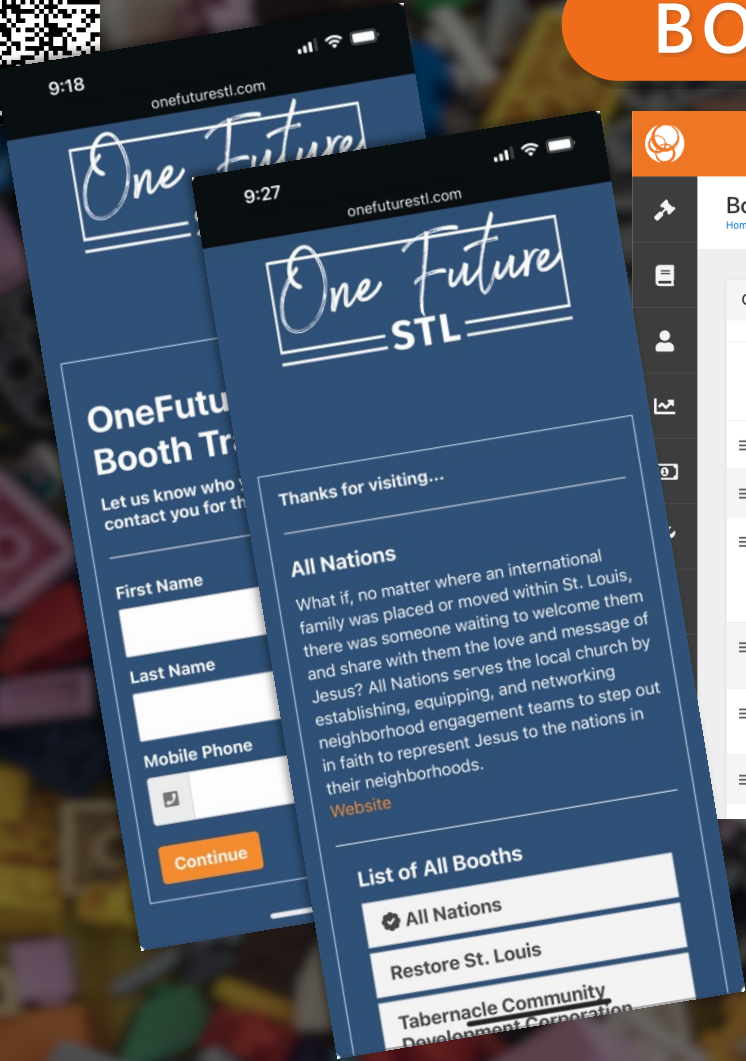 BO
9:18
onefuturestl.com
One Future
OneFutu
Booth Tr
Let us know who
contact you for th
First Name
Last Name
Mobile Phone
Continue
9:27
onefuturestl.com
One Future
STL
Thanks for visiting...
All Nations
What if, no matter where an international
family was placed or moved within St. Louis,
there was someone waiting to welcome them
and share with them the love and message of
Jesus? All Nations serves the local church by
establishing, equipping, and networking
neighborhood engagement teams to step out
in faith to represent Jesus to the nations in
their neighborhoods.
Website
List of All Booths
All Nations
Restore St. Louis
Tabernacle Community
Development Corporation
Bo
Hom